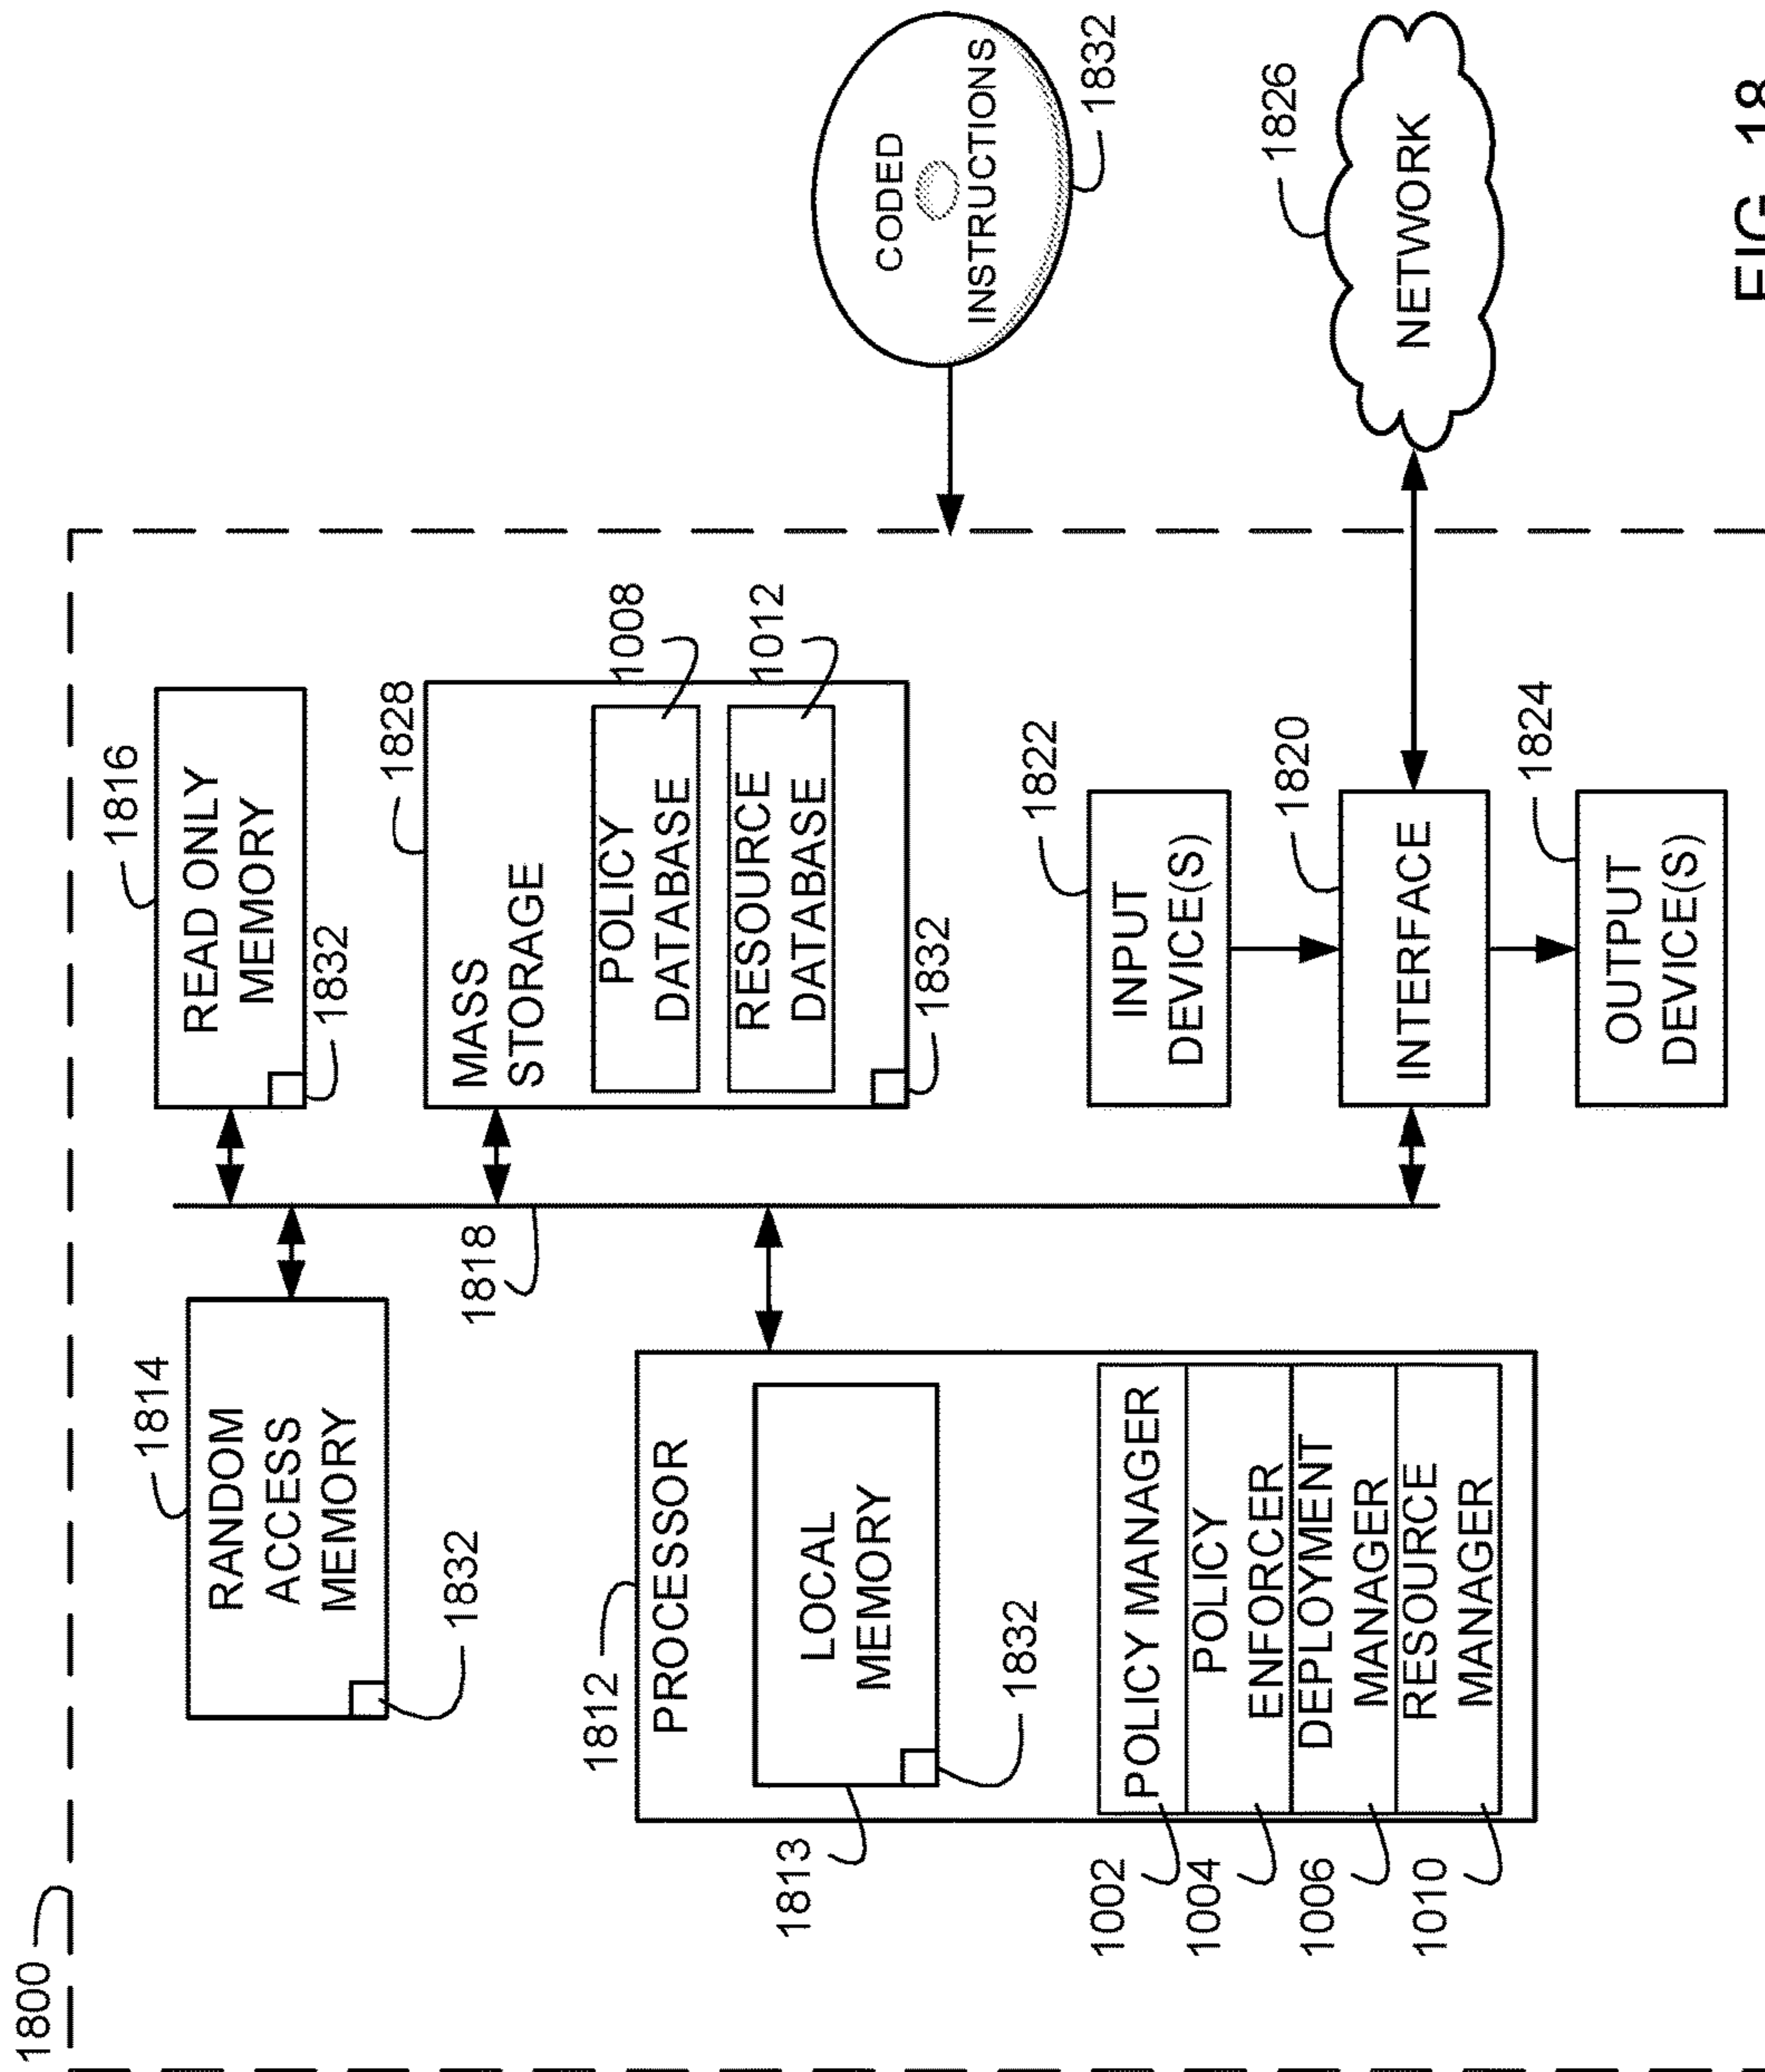 1800
1814
RANDOM
ACCESS
MEMORY
1832
1816
READ ONLY
MEMORY
1832
1818
1828
MASS
STORAGE
POLICY
DATABASE
1008
RESOURCE
DATABASE
1012
1832
1812
PROCESSOR
LOCAL
MEMORY
1813
1832
1002
POLICY MANAGER
1004
POLICY
ENFORCER
1006
DEPLOYMENT
MANAGER
1010
RESOURCE
MANAGER
1822
INPUT
DEVICE(S)
1820
INTERFACE
1824
OUTPUT
DEVICE(S)
CODED
INSTRUCTIONS
1832
1826
NETWORK
FIG. 18